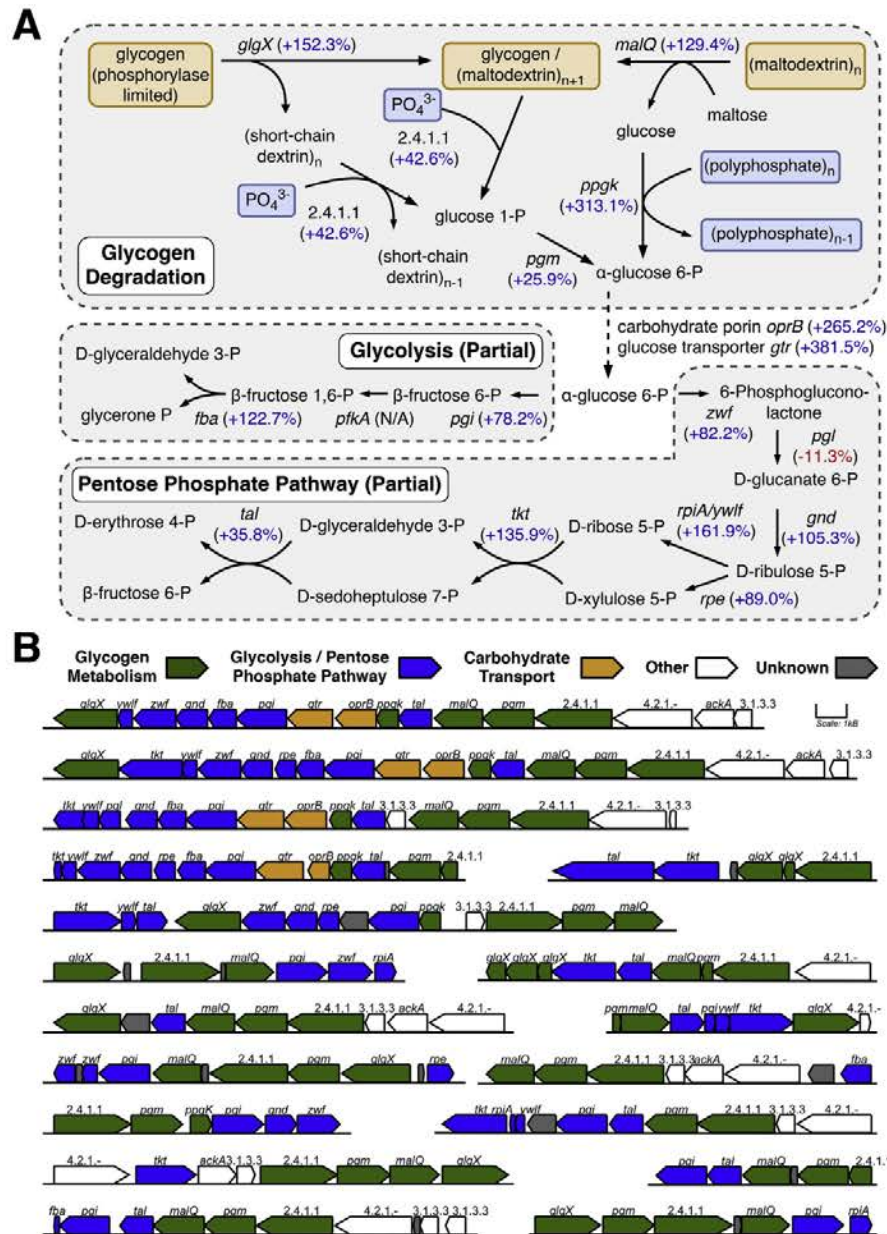 A
glycogen (phosphorylase limited)
glgX (+152.3%)
glycogen / (maltodextrin)n+1
malQ (+129.4%)
(maltodextrin)n
PO₄³⁻
2.4.1.1 (+42.6%)
(short-chain dextrin)n
glucose
maltose
PO₄³⁻
2.4.1.1 (+42.6%)
glucose 1-P
ppgk (+313.1%)
(polyphosphate)n
(polyphosphate)n-1
(short-chain dextrin)n-1
pgm (+25.9%)
α-glucose 6-P
Glycogen Degradation
carbohydrate porin oprB (+265.2%)
glucose transporter gtr (+381.5%)
Glycolysis (Partial)
D-glyceraldehyde 3-P
glycerone P
β-fructose 1,6-P
β-fructose 6-P
α-glucose 6-P
fba (+122.7%)
pfkA (N/A)
pgi (+78.2%)
6-Phosphoglucono-lactone
zwf (+82.2%)
pgl (-11.3%)
D-glucanate 6-P
Pentose Phosphate Pathway (Partial)
D-erythrose 4-P
tal (+35.8%)
D-glyceraldehyde 3-P
tkt (+135.9%)
D-ribose 5-P
rpiA/ywlf (+161.9%)
gnd (+105.3%)
D-ribulose 5-P
β-fructose 6-P
D-sedoheptulose 7-P
D-xylulose 5-P
rpe (+89.0%)
B
Glycogen Metabolism
Glycolysis / Pentose Phosphate Pathway
Carbohydrate Transport
Other
Unknown
glgX ywlf zwf gnd fba pgi gtr oprB ppgk tal malQ pgm 2.4.1.1 4.2.1.- ackA 3.1.3.3
Scale: 1kB
glgX tkt ywlf zwf gnd rpe fba pgi gtr oprB ppgk tal malQ pgm 2.4.1.1 4.2.1.- ackA 3.1.3.3
tkt ywlf pgl gnd fba pgi gtr oprB ppgk tal 3.1.3.3 malQ pgm 2.4.1.1 4.2.1.- 3.1.3.3
tkt ywlf zwf gnd rpe fba pgi gtr oprB ppgk tal pgm 2.4.1.1
tal tkt glgX glgX 2.4.1.1
tkt ywlf tal glgX zwf gnd rpe pgi ppgk 3.1.3.3 2.4.1.1 pgm malQ
glgX 2.4.1.1 malQ pgi zwf rpiA
glgX glgX glgX tkt tal malQ pgm 2.4.1.1 4.2.1.-
glgX tal malQ pgm 2.4.1.1 3.1.3.3 ackA 4.2.1.-
pgm malQ tal pgi ywlf tkt glgX 4.2.1.-
zwf zwf pgi malQ 2.4.1.1 pgm glgX rpe
malQ pgm 2.4.1.1 3.1.3.3 ackA 4.2.1.- fba
2.4.1.1 pgm ppgK pgi gnd zwf
tkt rpiA ywlf pgi tal pgm 2.4.1.1 3.1.3.3 4.2.1.-
4.2.1.- tkt ackA 3.1.3.3 2.4.1.1 pgm malQ glgX
pgi tal malQ pgm 2.4.1.1
fba pgi tal malQ pgm 2.4.1.1 4.2.1.- 3.1.3.3 3.1.3.3
glgX pgm 2.4.1.1 malQ pgi rpiA